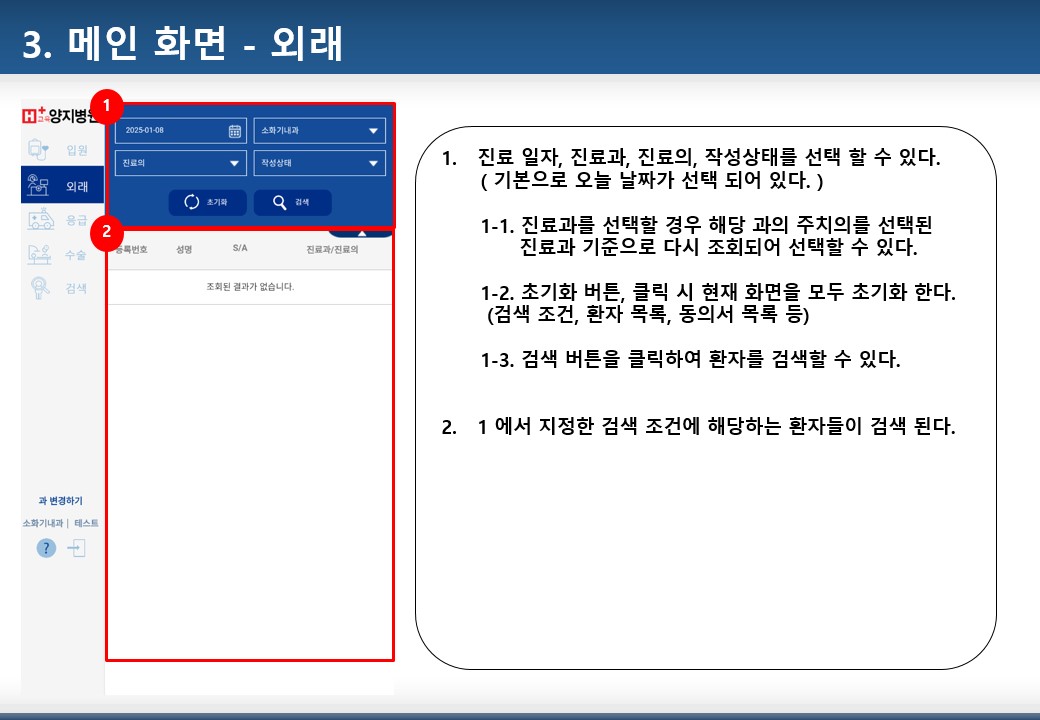 3. 메인 화면 - 외래
양지병원
입원
외래
응급
수술
검색
과 변경하기
소화기내과 | 테스트
?
1
2025-01-08
소화기내과
진료의
작성상태
초기화
검색
2
등록번호 성명 S/A 진료과/진료의
조회된 결과가 없습니다.
1. 진료 일자, 진료과, 진료의, 작성상태를 선택 할 수 있다.
( 기본으로 오늘 날짜가 선택 되어 있다. )
1-1. 진료과를 선택할 경우 해당 과의 주치의를 선택된
진료과 기준으로 다시 조회되어 선택할 수 있다.
1-2. 초기화 버튼, 클릭 시 현재 화면을 모두 초기화 한다.
(검색 조건, 환자 목록, 동의서 목록 등)
1-3. 검색 버튼을 클릭하여 환자를 검색할 수 있다.
2. 1 에서 지정한 검색 조건에 해당하는 환자들이 검색 된다.